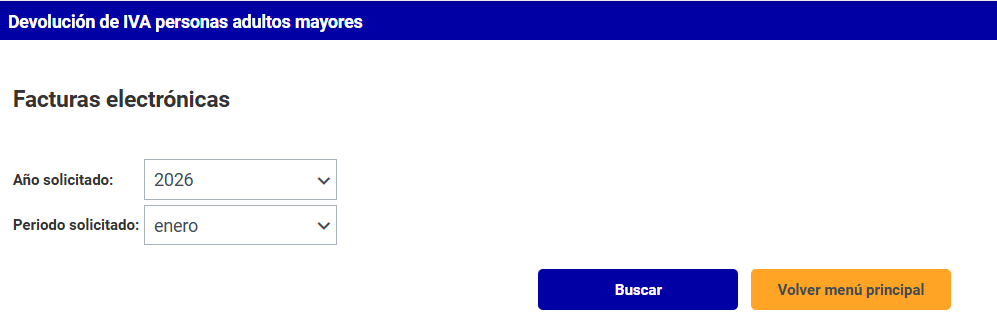 Devolución de IVA personas adultos mayores
Facturas electrónicas
Año solicitado: 2026
Periodo solicitado: enero
Buscar Volver menú principal